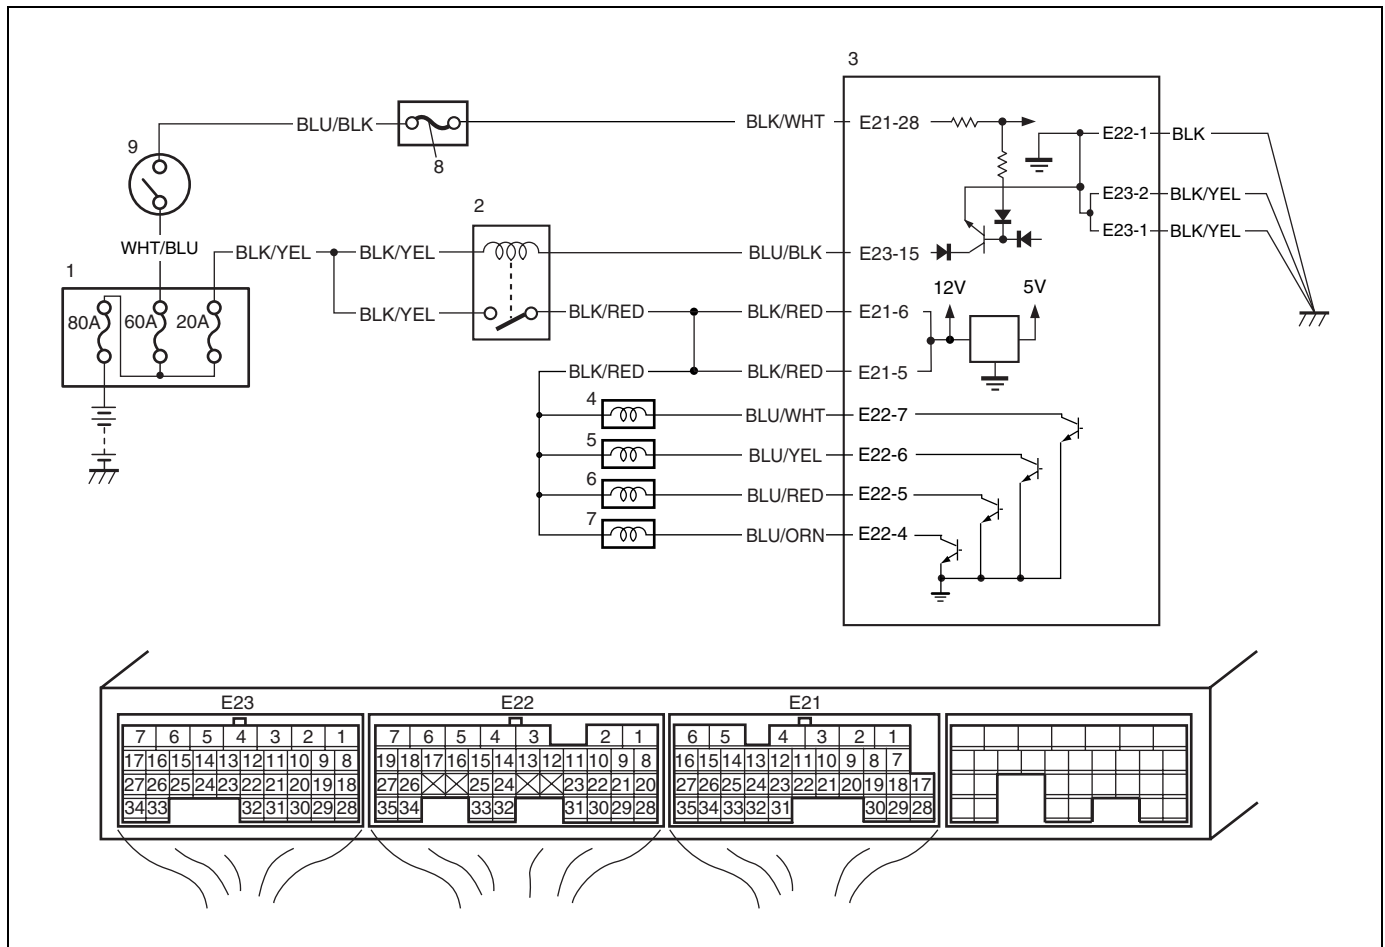 3
BLU/BLK
8
BLK/WHT
E21-28
E22-1
BLK
9
E23-2
BLK/YEL
2
E23-1
BLK/YEL
WHT/BLU
BLK/YEL
BLK/YEL
BLU/BLK
E23-15
1
12V
5V
80A
60A
20A
BLK/YEL
BLK/RED
BLK/RED
E21-6
BLK/RED
BLK/RED
E21-5
4
BLU/WHT
E22-7
5
BLU/YEL
E22-6
6
BLU/RED
E22-5
7
BLU/ORN
E22-4
E23
7 6 5 4 3 2 1
17 16 15 14 13 12 11 10 9 8
27 26 25 24 23 22 21 20 19 18
34 33 32 31 30 29 28
E22
7 6 5 4 3 2 1
19 18 17 16 15 14 13 12 11 10 9 8
27 26 25 24 23 22 21 20
35 34 33 32 31 30 29 28
E21
6 5 4 3 2 1
16 15 14 13 12 11 10 9 8 7
27 26 25 24 23 22 21 20 19 18 17
35 34 33 32 31 30 29 28